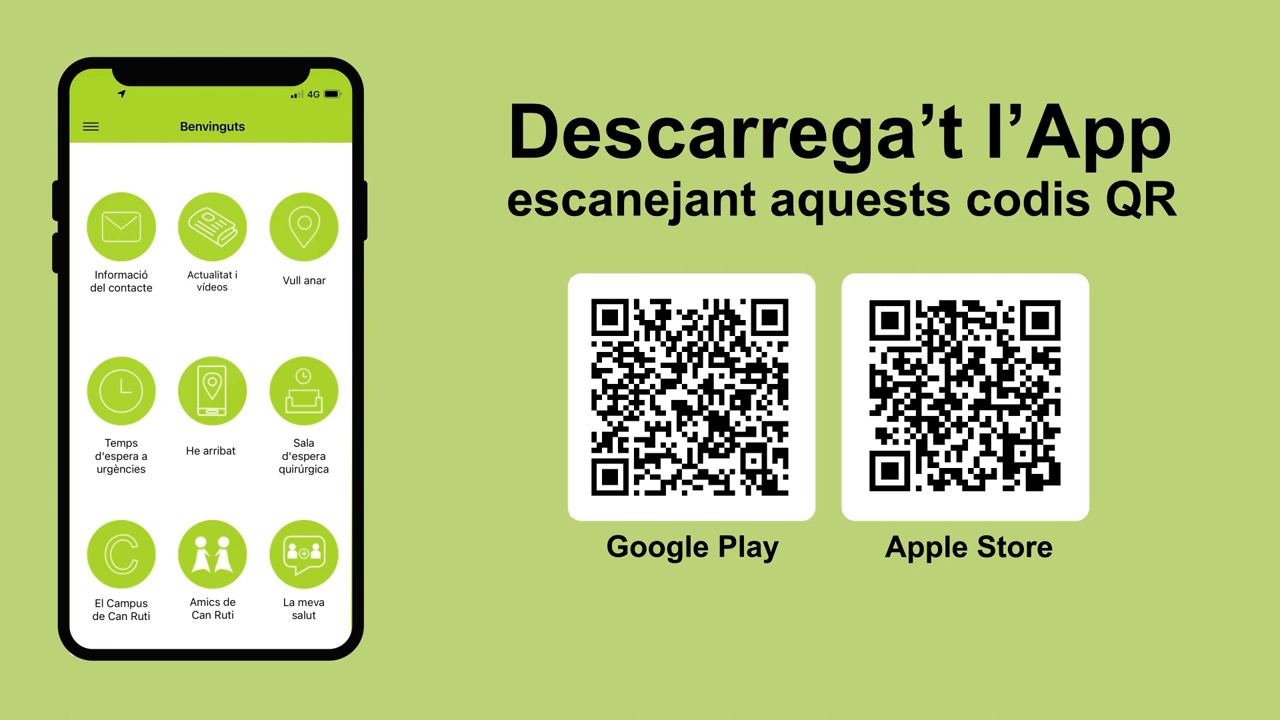 4G
Benvinguts
Informació
del contacte
Actualitat i
vídeos
Vull anar
Temps
d'espera a
urgències
He arribat
Sala
d'espera
quirúrgica
C
El Campus
de Can Ruti
Amics de
Can Ruti
La meva
salut
Descarrega’t l’App
escanejant aquests codis QR
Google Play
Apple Store